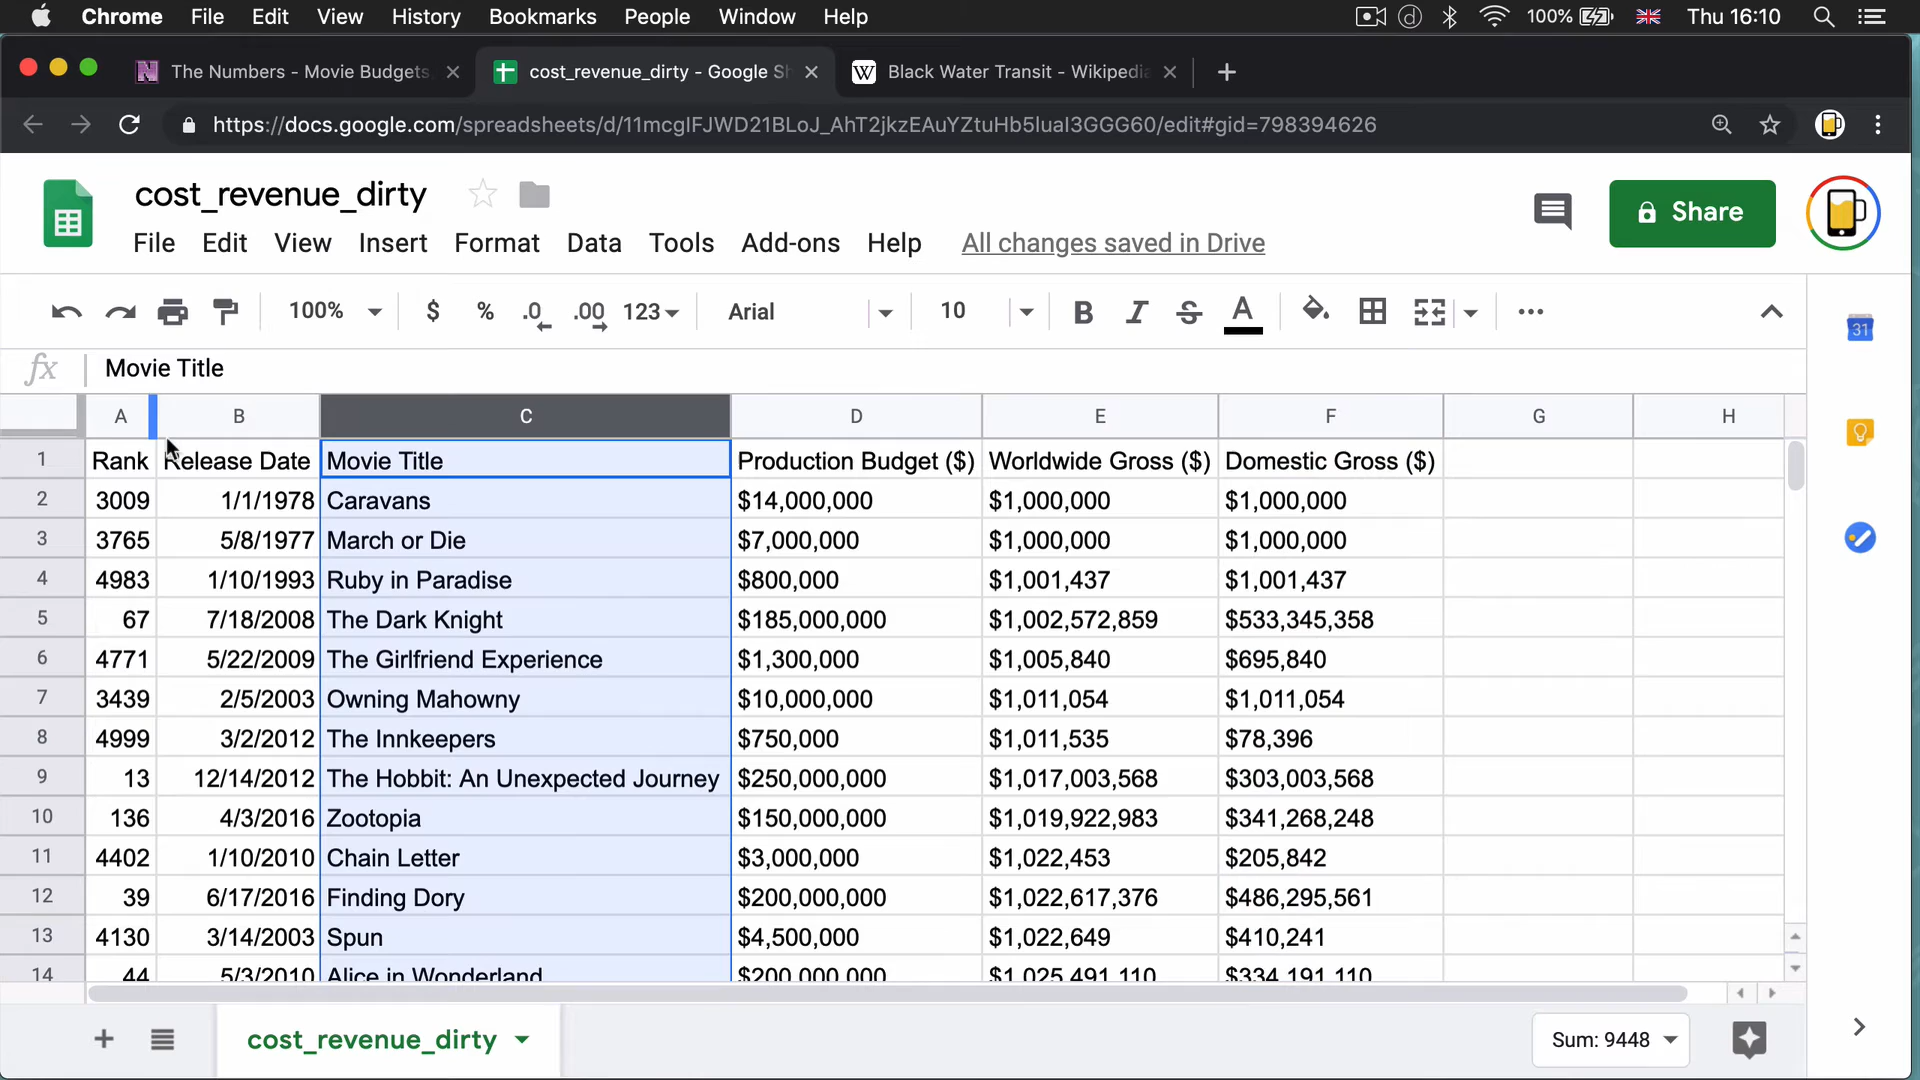 Chrome File Edit View History Bookmarks People Window Help 100% Thu 16:10
The Numbers - Movie Budgets cost_revenue_dirty - Google Sh Black Water Transit - Wikipedia
https://docs.google.com/spreadsheets/d/11mcgIFJWD21BLoJ_AhT2jkzEAuYZtuHb5luaI3GGG60/edit#gid=798394626
cost_revenue_dirty
Share
File Edit View Insert Format Data Tools Add-ons Help All changes saved in Drive
100% $ % .0 .00 123 Arial 10 B I S A
31
fx Movie Title
A B C D E F G H
1 Rank Release Date Movie Title Production Budget ($) Worldwide Gross ($) Domestic Gross ($)
2 3009 1/1/1978 Caravans $14,000,000 $1,000,000 $1,000,000
3 3765 5/8/1977 March or Die $7,000,000 $1,000,000 $1,000,000
4 4983 1/10/1993 Ruby in Paradise $800,000 $1,001,437 $1,001,437
5 67 7/18/2008 The Dark Knight $185,000,000 $1,002,572,859 $533,345,358
6 4771 5/22/2009 The Girlfriend Experience $1,300,000 $1,005,840 $695,840
7 3439 2/5/2003 Owning Mahowny $10,000,000 $1,011,054 $1,011,054
8 4999 3/2/2012 The Innkeepers $750,000 $1,011,535 $78,396
9 13 12/14/2012 The Hobbit: An Unexpected Journey $250,000,000 $1,017,003,568 $303,003,568
10 136 4/3/2016 Zootopia $150,000,000 $1,019,922,983 $341,268,248
11 4402 1/10/2010 Chain Letter $3,000,000 $1,022,453 $205,842
12 39 6/17/2016 Finding Dory $200,000,000 $1,022,617,376 $486,295,561
13 4130 3/14/2003 Spun $4,500,000 $1,022,649 $410,241
14 44 5/3/2010 Alice in Wonderland $200,000,000 $1,025,491,110 $334,191,110
cost_revenue_dirty Sum: 9448